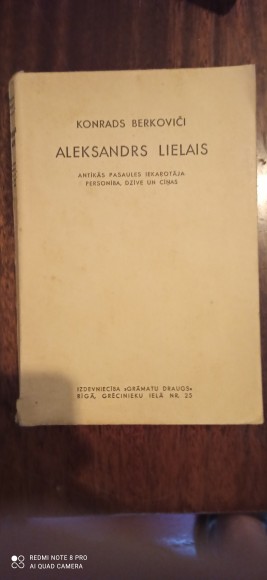 KONRADS BERKOVIČI
ALEKSANDRS LIELAIS
ANTĪKĀS PASAULES IEKAROTĀJA
PERSONĪBA, DZĪVE UN CĪŅAS
IZDEVNIECĪBA «GRĀMATU DRAUGS»
RĪGĀ, GRĒCINIEKU IELĀ NR. 22
REDMI NOTE 8 PRO
AI QUAD CAMERA